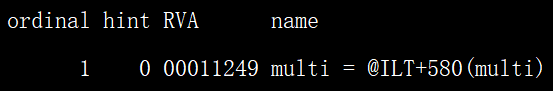 ordinal hint RVA      name
1    0 00011249 multi = @ILT+580(multi)